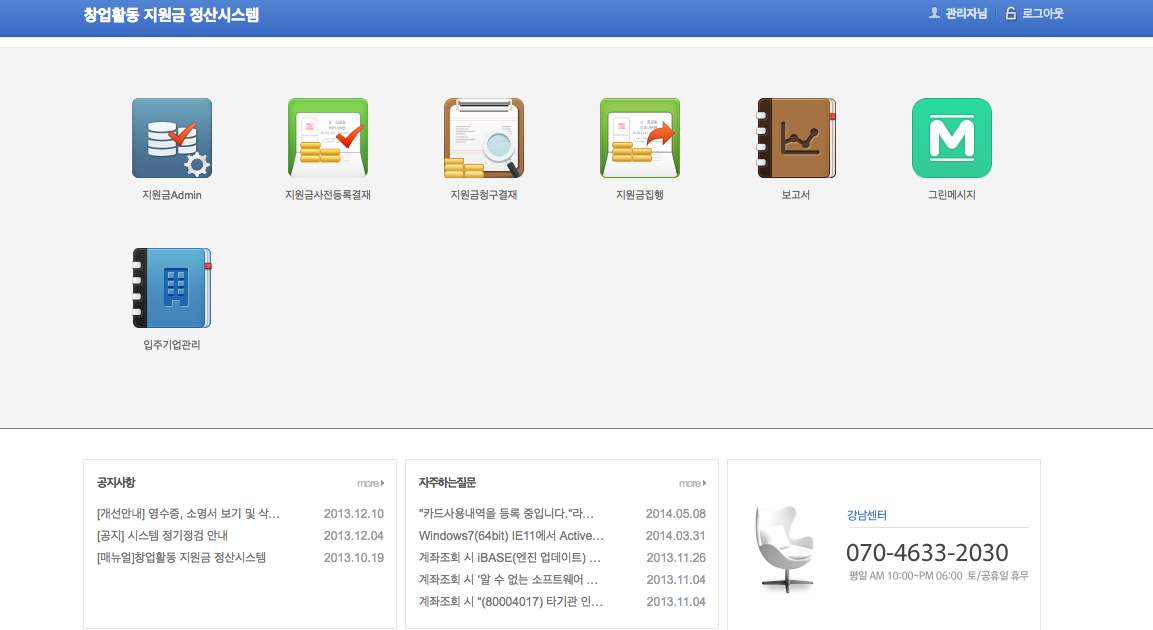 창업활동 지원금 정산시스템
관리자님 로그아웃
지원금Admin
지원금사전등록결재
지원금청구결재
지원금집행
보고서
그린메시지
입주기업관리
공지사항 more
[개선안내] 영수증, 소명서 보기 및 삭... 2013.12.10
[공지] 시스템 정기정검 안내 2013.12.04
[매뉴얼]창업활동 지원금 정산시스템 2013.10.19
자주하는질문 more
"카드사용내역을 등록 중입니다."라... 2014.05.08
Windows7(64bit) IE11에서 Active... 2014.03.31
계좌조회 시 iBASE(엔진 업데이트) ... 2013.11.26
계좌조회 시 '알 수 없는 소프트웨어 ... 2013.11.04
계좌조회 시 "(80004017) 타기관 인... 2013.11.04
강남센터
070-4633-2030
평일 AM 10:00~PM 06:00 토/공휴일 휴무